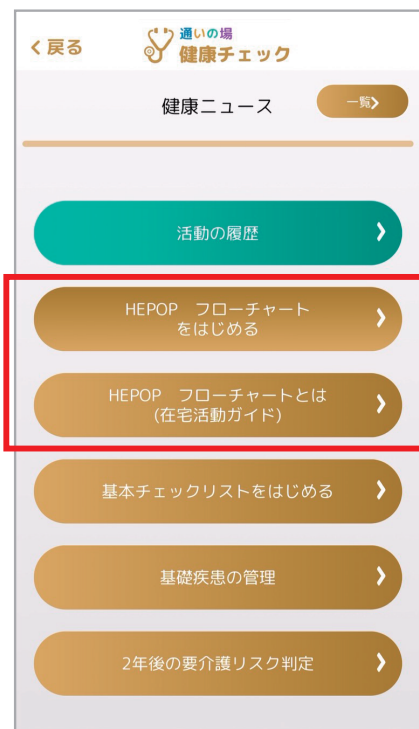 く戻る
通いの場
健康チェック
健康ニュース
一覧>
活動の履歴
HEPOP　フローチャート
をはじめる
HEPOP　フローチャートとは
(在宅活動ガイド)
基本チェックリストをはじめる
基礎疾患の管理
2年後の要介護リスク判定